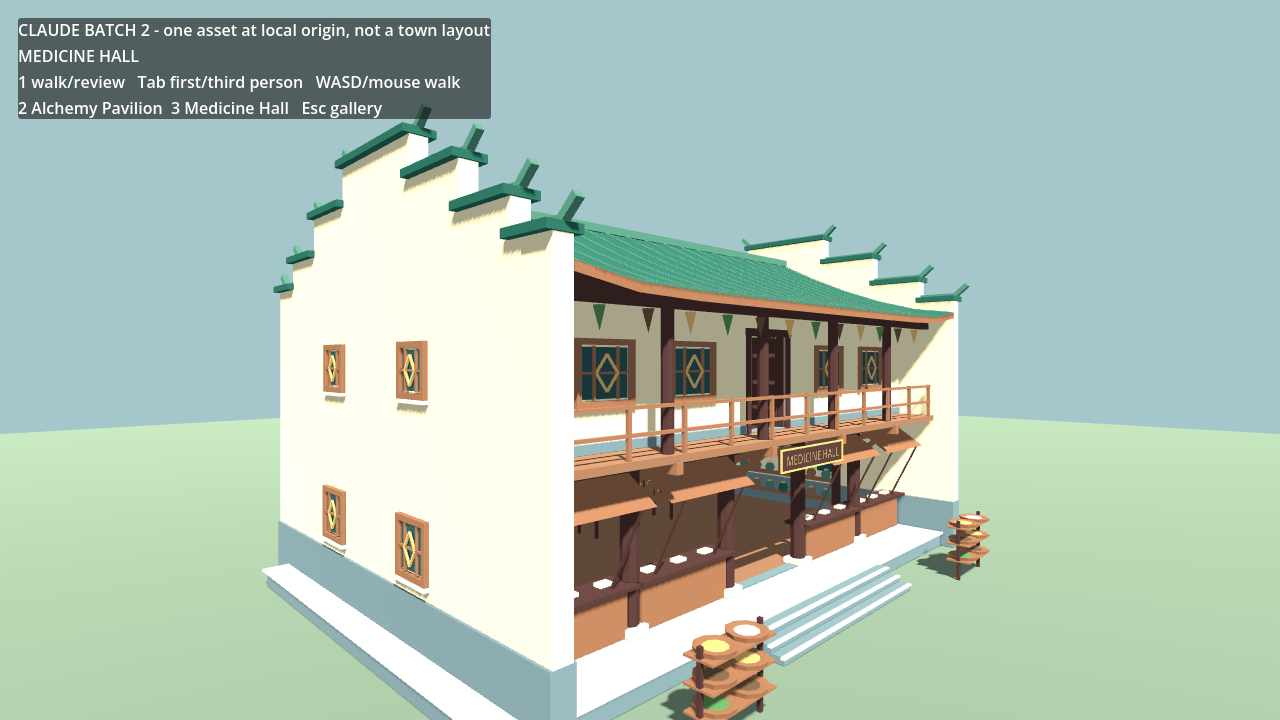 CLAUDE BATCH 2 - one asset at local origin, not a town layout
MEDICINE HALL
1 walk/review   Tab first/third person   WASD/mouse walk
2 Alchemy Pavilion  3 Medicine Hall   Esc gallery
MEDICINE HALL